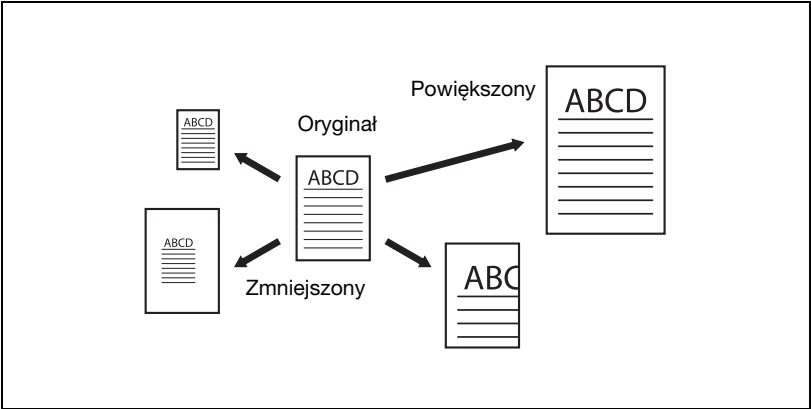 Powiększony
ABCD
ABCD
Oryginał
ABCD
ABCD
Zmniejszony
ABC